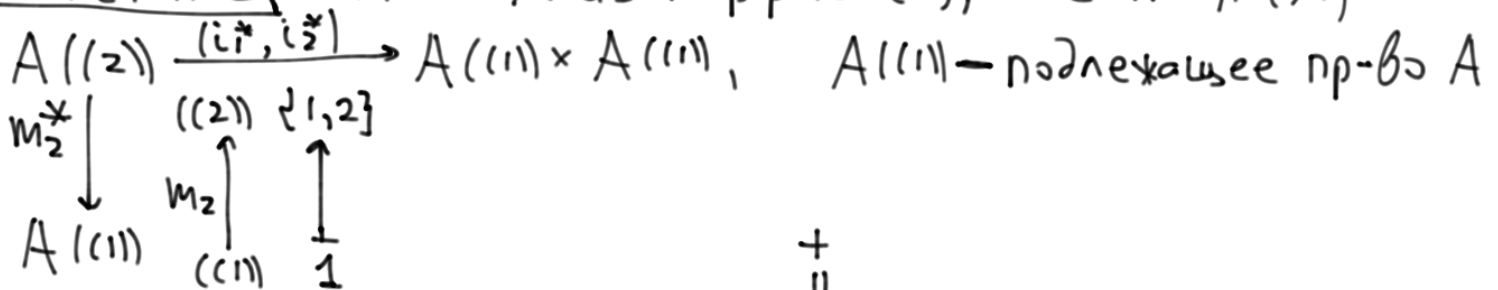 A((2)) (i₁*, i₂*) → A((1)) × A((1)), A((1)) — подлежащее пр-во A
m₂* ↓ ((2)) {1,2}
m₂ ↑ ↑
A((1)) ((1)) 1 +